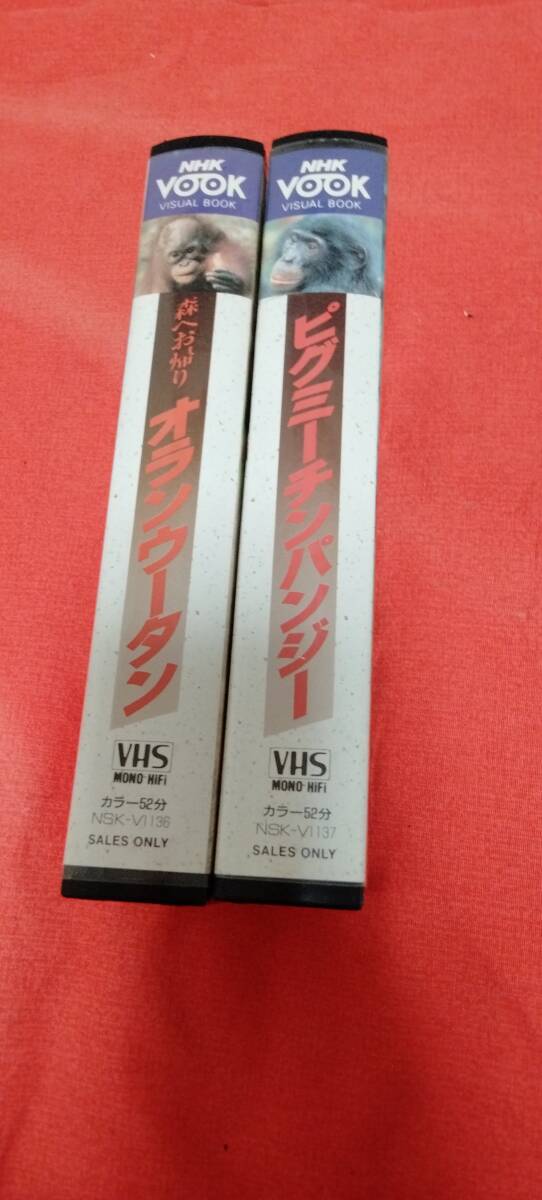 NHK
VOOK
VISUAL BOOK
森へお帰り
オランウータン
VHS
MONO HiFi
カラー52分
NSK-V1136
SALES ONLY
NHK
VOOK
VISUAL BOOK
ピグミーチンパンジー
VHS
MONO HiFi
カラー52分
NSK-V1137
SALES ONLY